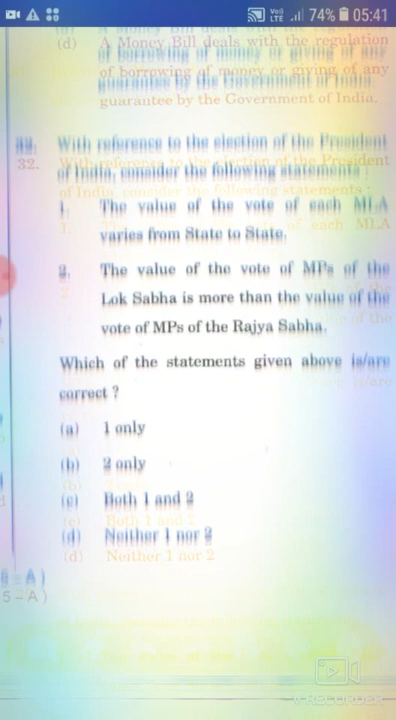 74% 05:41
(d) A Money Bill deals with the regulation
of borrowing of money or giving of any
guarantee by the Government of India.
32. With reference to the election of the President
of India, consider the following statements :
1. The value of the vote of each MLA
varies from State to State.
2. The value of the vote of MPs of the
Lok Sabha is more than the value of the
vote of MPs of the Rajya Sabha.
Which of the statements given above is/are
correct ?
(a) 1 only
(b) 2 only
(c) Both 1 and 2
(d) Neither 1 nor 2
5 – A )
V RECORDER